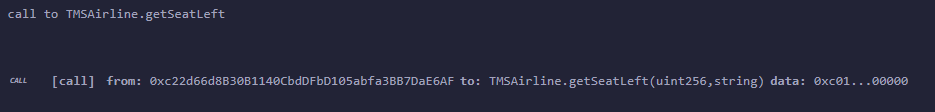 call to TMSAirline.getSeatLeft
CALL [call] from: 0xc22d66d8B30B1140CbdDFbD105abfa3BB7DaE6AF to: TMSAirline.getSeatLeft(uint256,string) data: 0xc01...00000